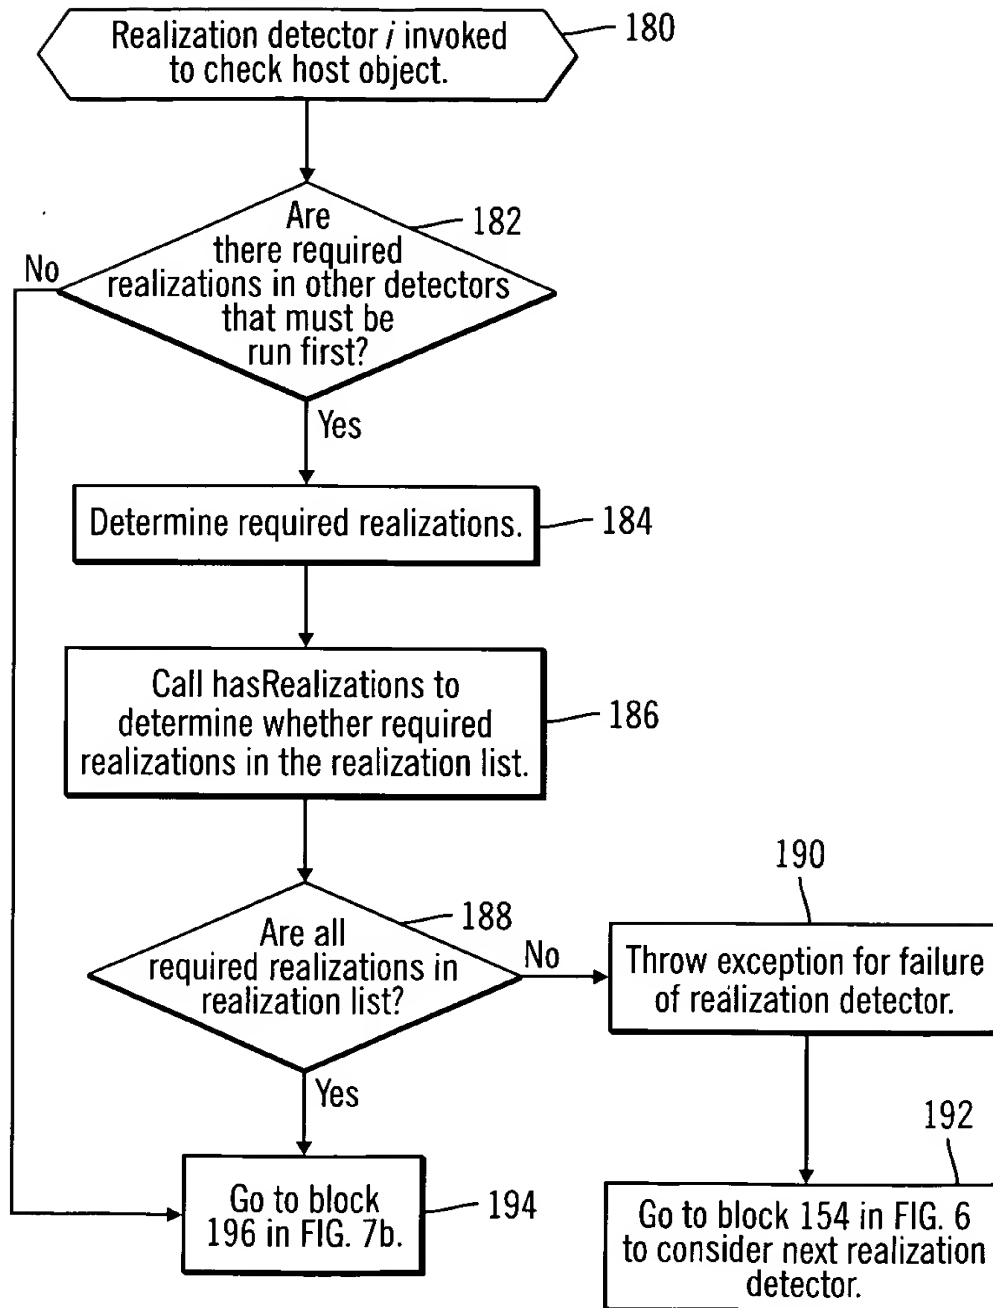 Realization detector i invoked
to check host object.
180
Are
there required
realizations in other detectors
that must be
run first?
182
No
Yes
Determine required realizations.
184
Call hasRealizations to
determine whether required
realizations in the realization list.
186
Are all
required realizations in
realization list?
188
No
190
Throw exception for failure
of realization detector.
Yes
192
Go to block
196 in FIG. 7b.
194
Go to block 154 in FIG. 6
to consider next realization
detector.